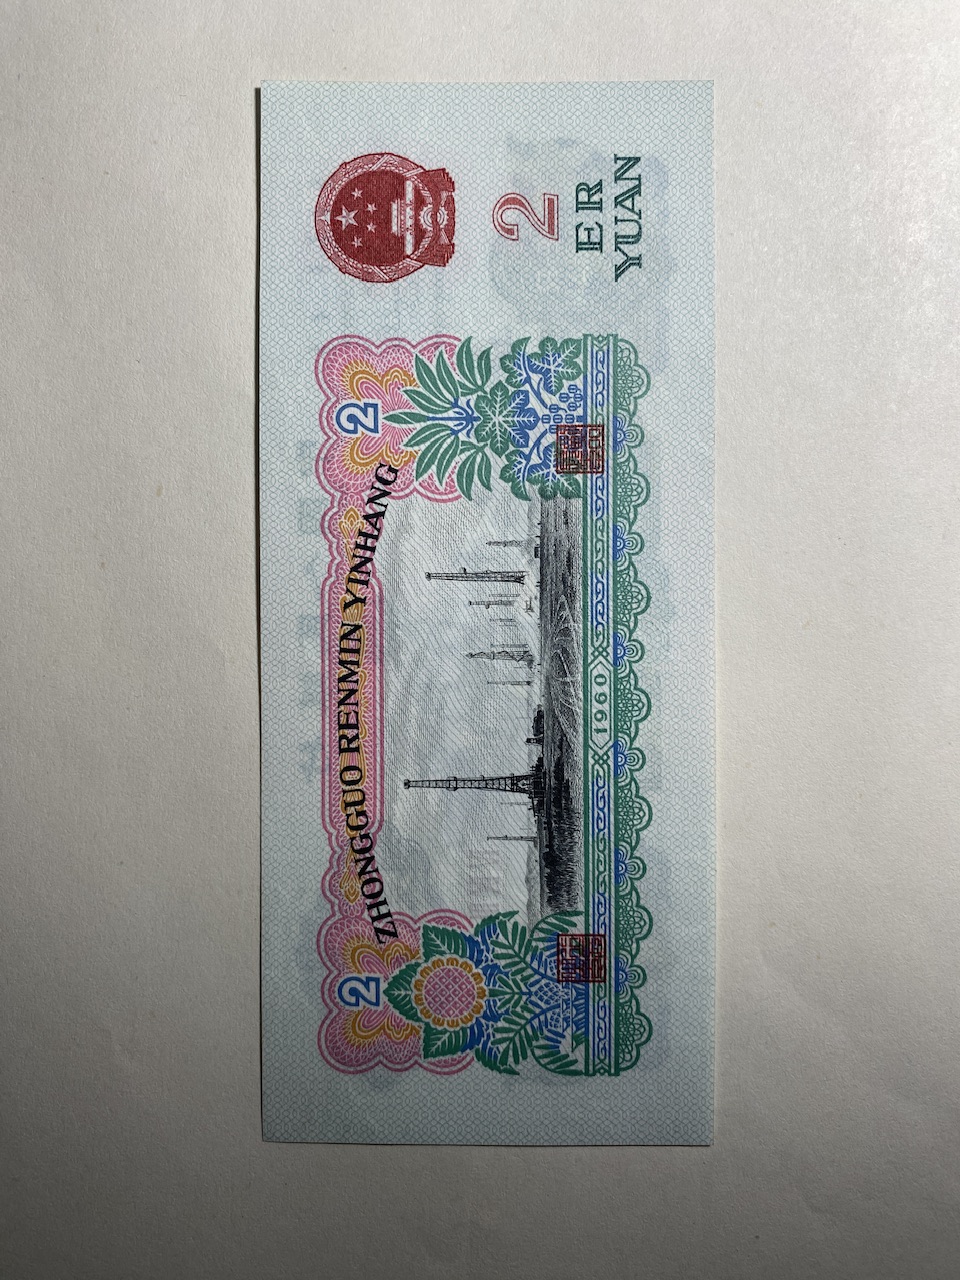 ZHONGGUO RENMIN YINHANG
2
2
1960
2
ER
YUAN